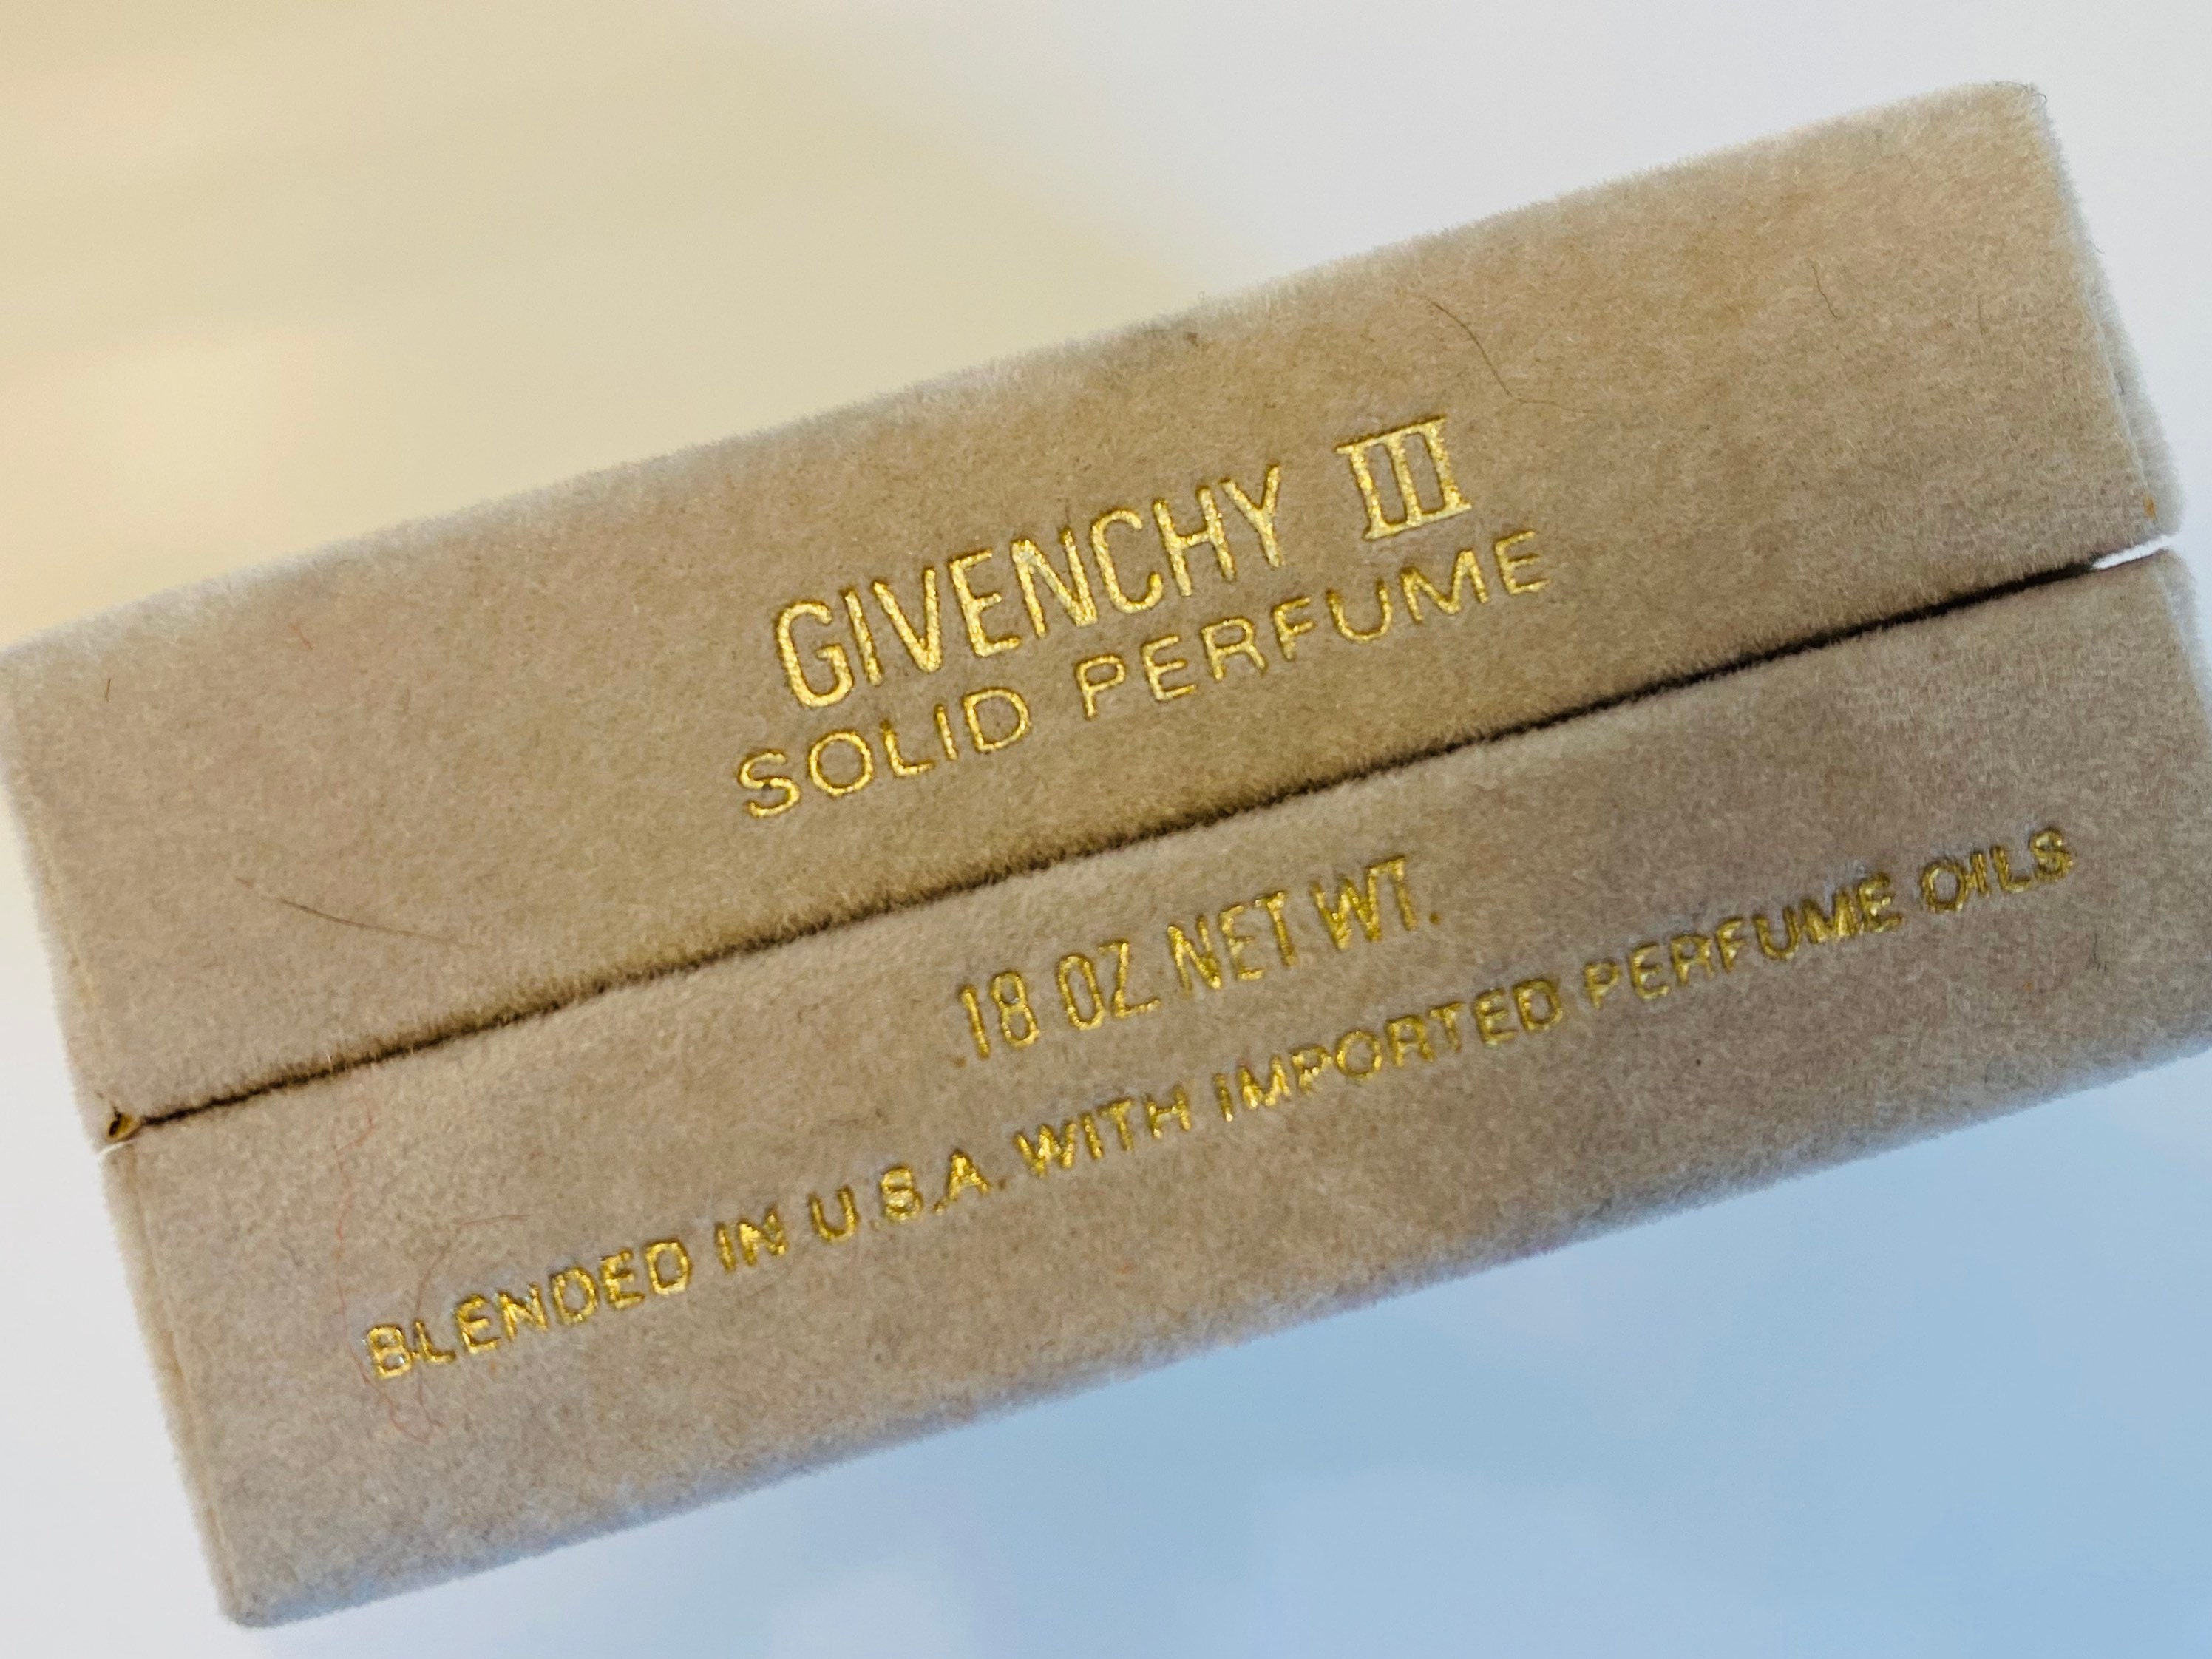 GIVENCHY III
SOLID PERFUME
.18 OZ. NET WT.
BLENDED IN U.S.A. WITH IMPORTED PERFUME OILS